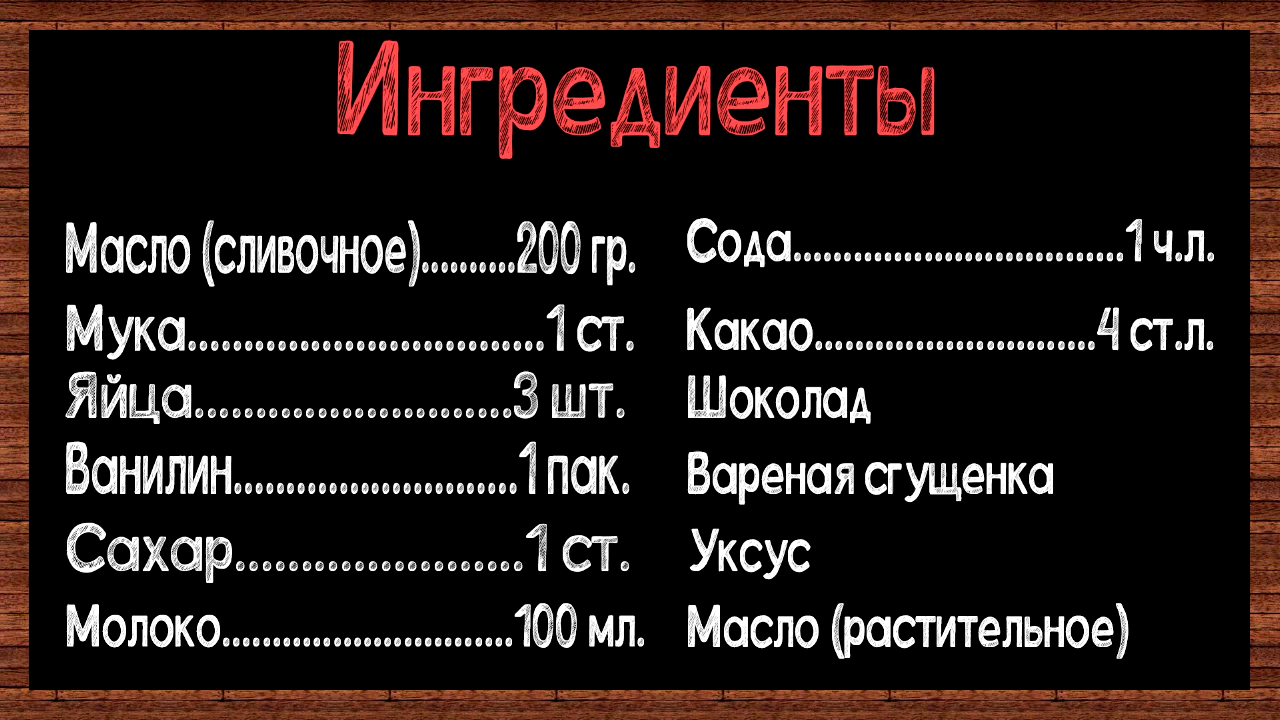 Ингредиенты
Масло (сливочное)..........200 гр.
Мука................................1 ст.
Яйца..........................3 шт.
Ванилин...........................1 пак.
Сахар......................1 ст.
Молоко............................100 мл.
Сода.................................1 ч.л.
Какао............................4 ст.л.
Шоколад
Вареная сгущенка
Уксус
Масло (растительное)